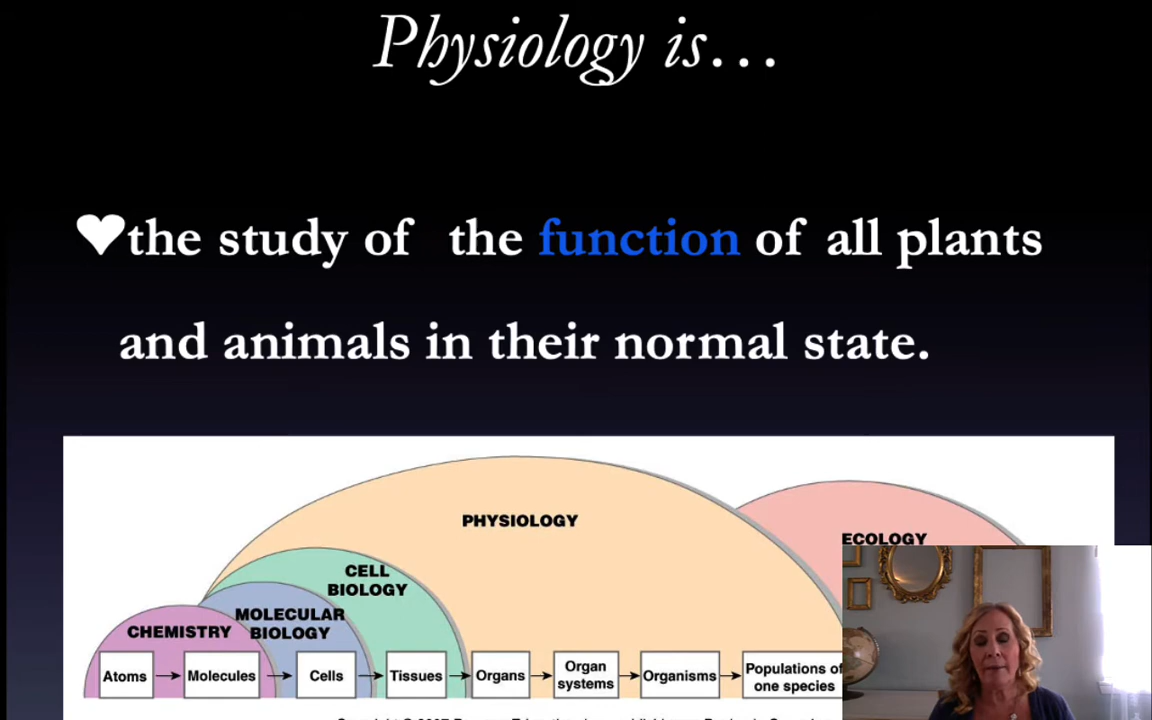 Physiology is...
♥the study of the function of all plants
and animals in their normal state.
PHYSIOLOGY
ECOLOGY
CELL
BIOLOGY
MOLECULAR
BIOLOGY
CHEMISTRY
Atoms
Molecules
Cells
Tissues
Organs
Organ
systems
Organisms
Populations of
one species